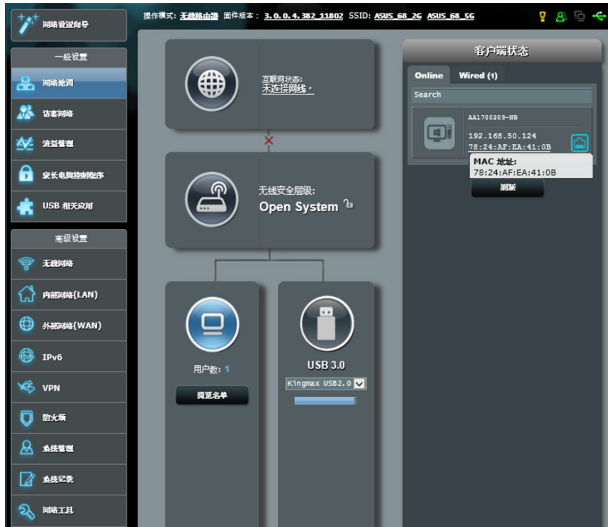 网络设置向导
操作模式: 无线路由器 固件版本: 3.0.0.4.382_11802 SSID: ASUS_68_2G ASUS_68_5G
一般设置
网络地图
访客网络
流量管理
家长电脑控制程序
USB 相关应用
高级设置
无线网络
内部网络(LAN)
外部网络(WAN)
IPv6
VPN
防火墙
系统管理
系统记录
网络工具
互联网状态:
未连接网线。
无线安全层级:
Open System
用户数: 1
阅览名单
USB 3.0
Kingmax USB2.0
客户端状态
Online Wired (1)
Search
AA1700209-NB
192.168.50.124
78:24:AF:EA:41:0B
MAC 地址:
78:24:AF:EA:41:0B
刷新